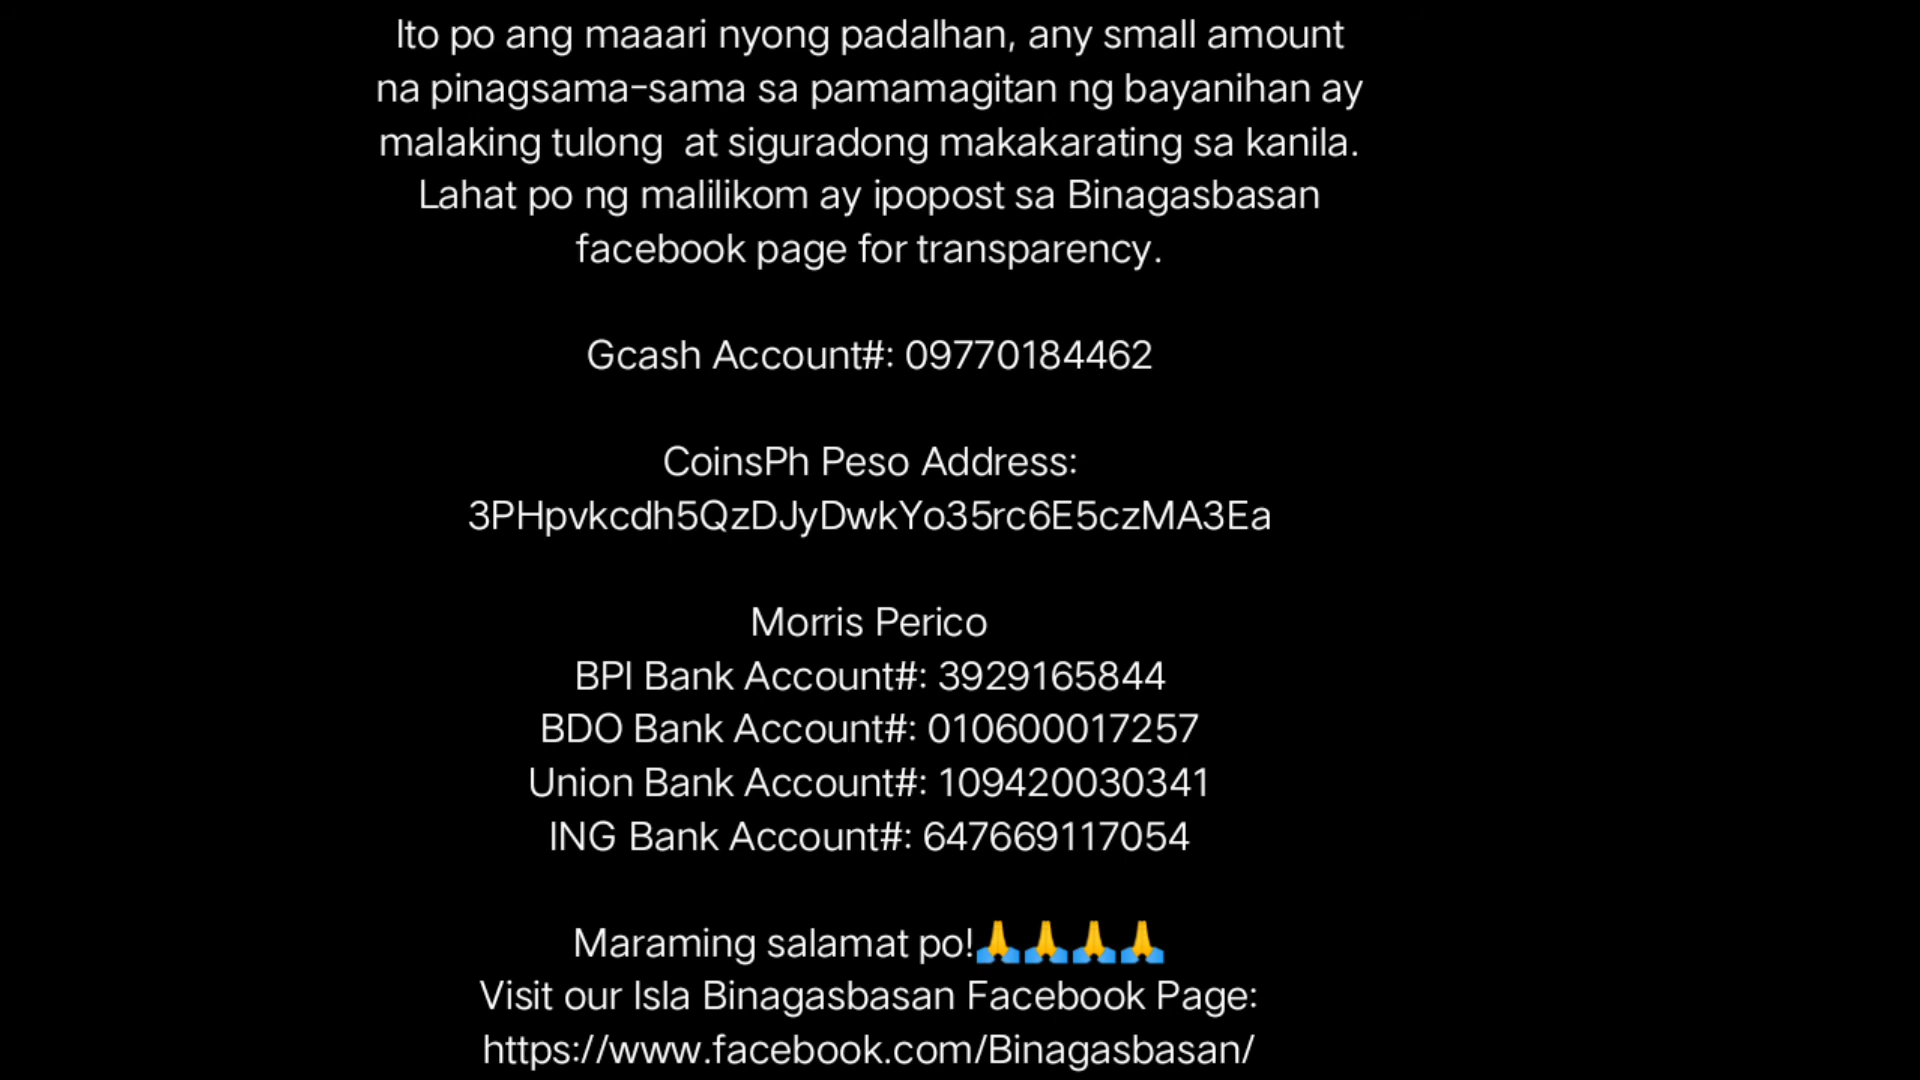 Ito po ang maaari nyong padalhan, any small amount
na pinagsama-sama sa pamamagitan ng bayanihan ay
malaking tulong  at siguradong makakarating sa kanila.
Lahat po ng malilikom ay ipopost sa Binagasbasan
facebook page for transparency.
Gcash Account#: 09770184462
CoinsPh Peso Address:
3PHpvkcdh5QzDJyDwkYo35rc6E5czMA3Ea
Morris Perico
BPI Bank Account#: 3929165844
BDO Bank Account#: 010600017257
Union Bank Account#: 109420030341
ING Bank Account#: 647669117054
Maraming salamat po!🙏🙏🙏🙏
Visit our Isla Binagasbasan Facebook Page:
https://www.facebook.com/Binagasbasan/